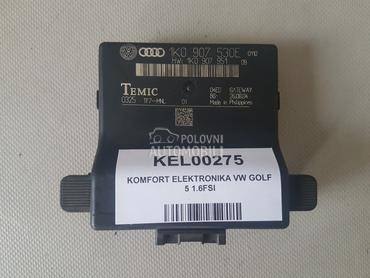 1K0 907 530E
HW: 1K0 907 951
TEMIC
GATEWAY
Made in Philippines
POLOVNI
AUTOMOBILI
KEL00275
KOMFORT ELEKTRONIKA VW GOLF
5 1.6FSI